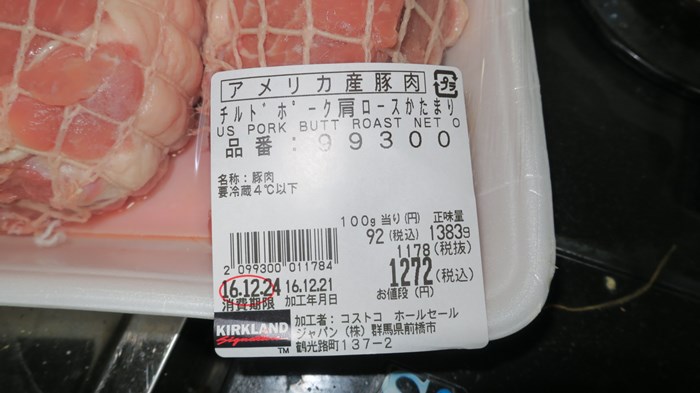 アメリカ産豚肉 プラ
チルドポーク肩ロースかたまり
US PORK BUTT ROAST NET O
品番:99300
名称:豚肉
要冷蔵4℃以下
100g当り(円) 正味量
92(税込) 1383g
1178(税抜)
1272(税込)
お値段(円)
2 099300 011784
16.12.24 16.12.21
消費期限 加工年月日
KIRKLAND
Signature
TM
加工者:コストコ ホールセール
ジャパン(株)群馬県前橋市
鶴光路町137-2